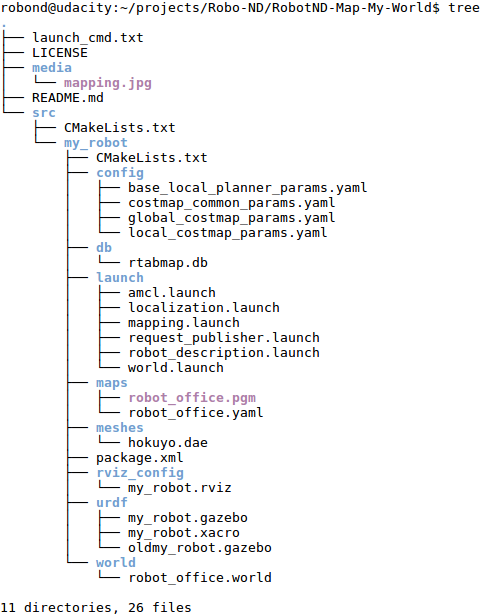 robond@udacity:~/projects/Robo-ND/RobotND-Map-My-World$ tree
.
├── launch_cmd.txt
├── LICENSE
├── media
│   └── mapping.jpg
├── README.md
└── src
    ├── CMakeLists.txt
    └── my_robot
        ├── CMakeLists.txt
        ├── config
        │   ├── base_local_planner_params.yaml
        │   ├── costmap_common_params.yaml
        │   ├── global_costmap_params.yaml
        │   └── local_costmap_params.yaml
        ├── db
        │   └── rtabmap.db
        ├── launch
        │   ├── amcl.launch
        │   ├── localization.launch
        │   ├── mapping.launch
        │   ├── request_publisher.launch
        │   ├── robot_description.launch
        │   └── world.launch
        ├── maps
        │   ├── robot_office.pgm
        │   └── robot_office.yaml
        ├── meshes
        │   └── hokuyo.dae
        ├── package.xml
        ├── rviz_config
        │   └── my_robot.rviz
        ├── urdf
        │   ├── my_robot.gazebo
        │   ├── my_robot.xacro
        │   └── oldmy_robot.gazebo
        └── world
            └── robot_office.world

11 directories, 26 files